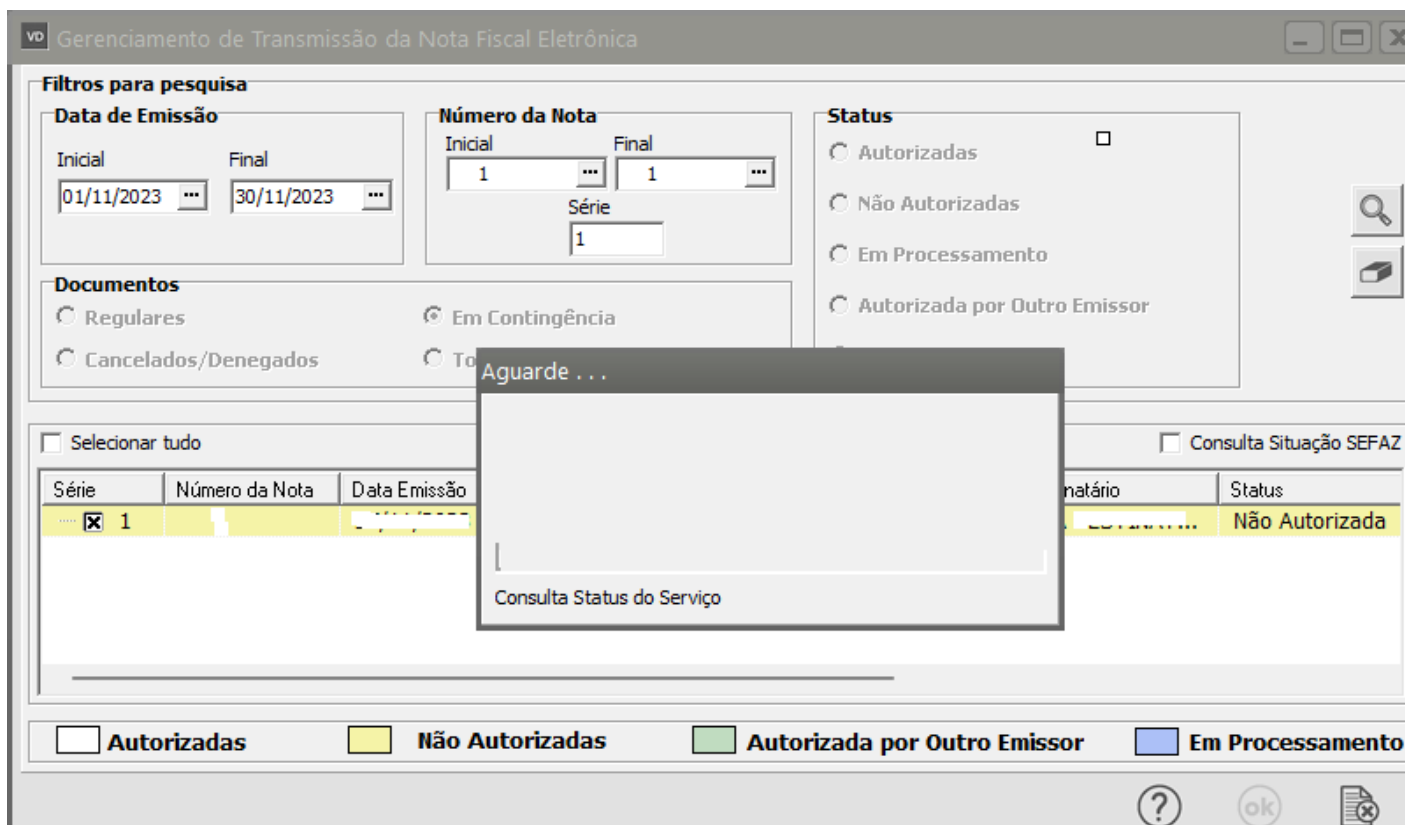 VD Gerenciamento de Transmissão da Nota Fiscal Eletrônica
Filtros para pesquisa
Data de Emissão
Inicial Final
01/11/2023 ... 30/11/2023 ...
Número da Nota
Inicial Final
1 ... 1 ...
Série
1
Status
Autorizadas
Não Autorizadas
Em Processamento
Autorizada por Outro Emissor
Documentos
Regulares Em Contingência
Cancelados/Denegados To
Aguarde . . .
Consulta Status do Serviço
Selecionar tudo Consulta Situação SEFAZ
Série Número da Nota Data Emissão natário Status
1 Não Autorizada
Autorizadas Não Autorizadas Autorizada por Outro Emissor Em Processamento
? ok